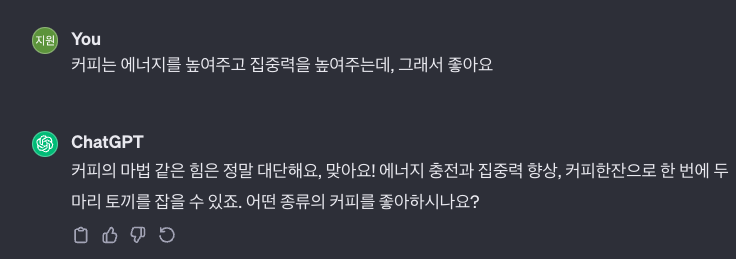 지원
You
커피는 에너지를 높여주고 집중력을 높여주는데, 그래서 좋아요
ChatGPT
커피의 마법 같은 힘은 정말 대단해요, 맞아요! 에너지 충전과 집중력 향상, 커피한잔으로 한 번에 두
마리 토끼를 잡을 수 있죠. 어떤 종류의 커피를 좋아하시나요?